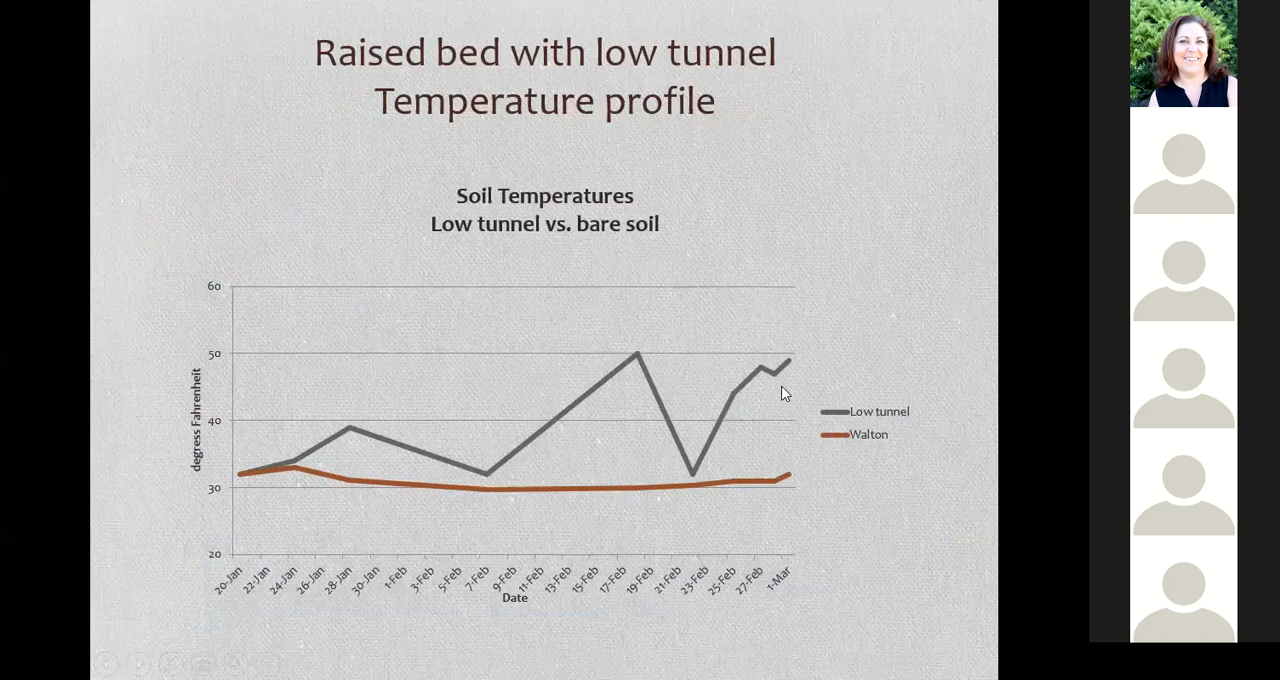 Raised bed with low tunnel
Temperature profile
Soil Temperatures
Low tunnel vs. bare soil
60
50
40
30
20
degress Fahrenheit
20-Jan
22-Jan
24-Jan
26-Jan
28-Jan
30-Jan
1-Feb
3-Feb
5-Feb
7-Feb
9-Feb
11-Feb
13-Feb
15-Feb
17-Feb
19-Feb
21-Feb
23-Feb
25-Feb
27-Feb
1-Mar
Date
Low tunnel
Walton